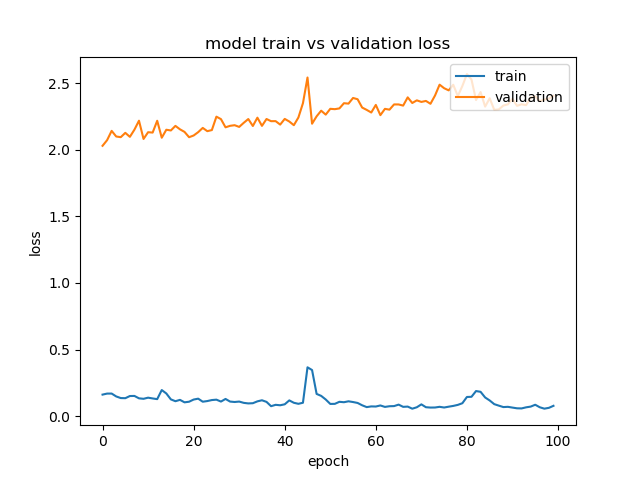 model train vs validation loss
train
validation
2.5
2.0
1.5
1.0
0.5
0.0
loss
0 20 40 60 80 100
epoch